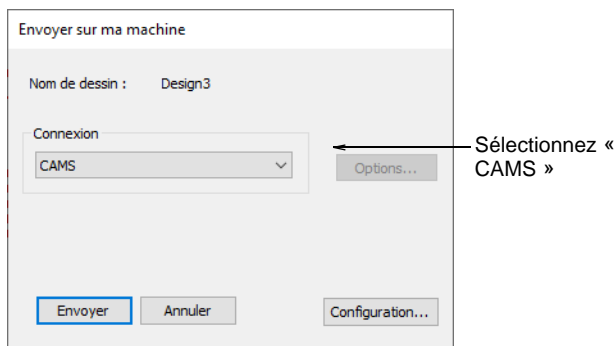 Envoyer sur ma machine
Nom de dessin : Design3
Connexion
CAMS
Options...
Sélectionnez «
CAMS »
Envoyer
Annuler
Configuration...